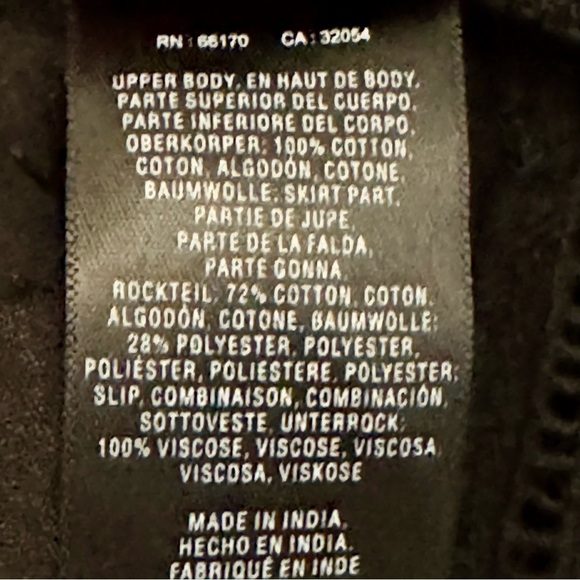 RN : 66170 CA : 32054
UPPER BODY, EN HAUT DE BODY,
PARTE SUPERIOR DEL CUERPO,
PARTE INFERIORE DEL CORPO,
OBERKORPER: 100% COTTON,
COTON, ALGODÓN, COTONE,
BAUMWOLLE: SKIRT PART,
PARTIE DE JUPE,
PARTE DE LA FALDA,
PARTE GONNA,
ROCKTEIL: 72% COTTON, COTON,
ALGODÓN, COTONE, BAUMWOLLE;
28% POLYESTER, POLYESTER,
POLIÉSTER, POLIESTERE, POLYESTER;
SLIP, COMBINAISON, COMBINACIÓN,
SOTTOVESTE, UNTERROCK:
100% VISCOSE, VISCOSE, VISCOSA,
VISCOSA, VISKOSE
MADE IN INDIA,
HECHO EN INDIA,
FABRIQUÉ EN INDE